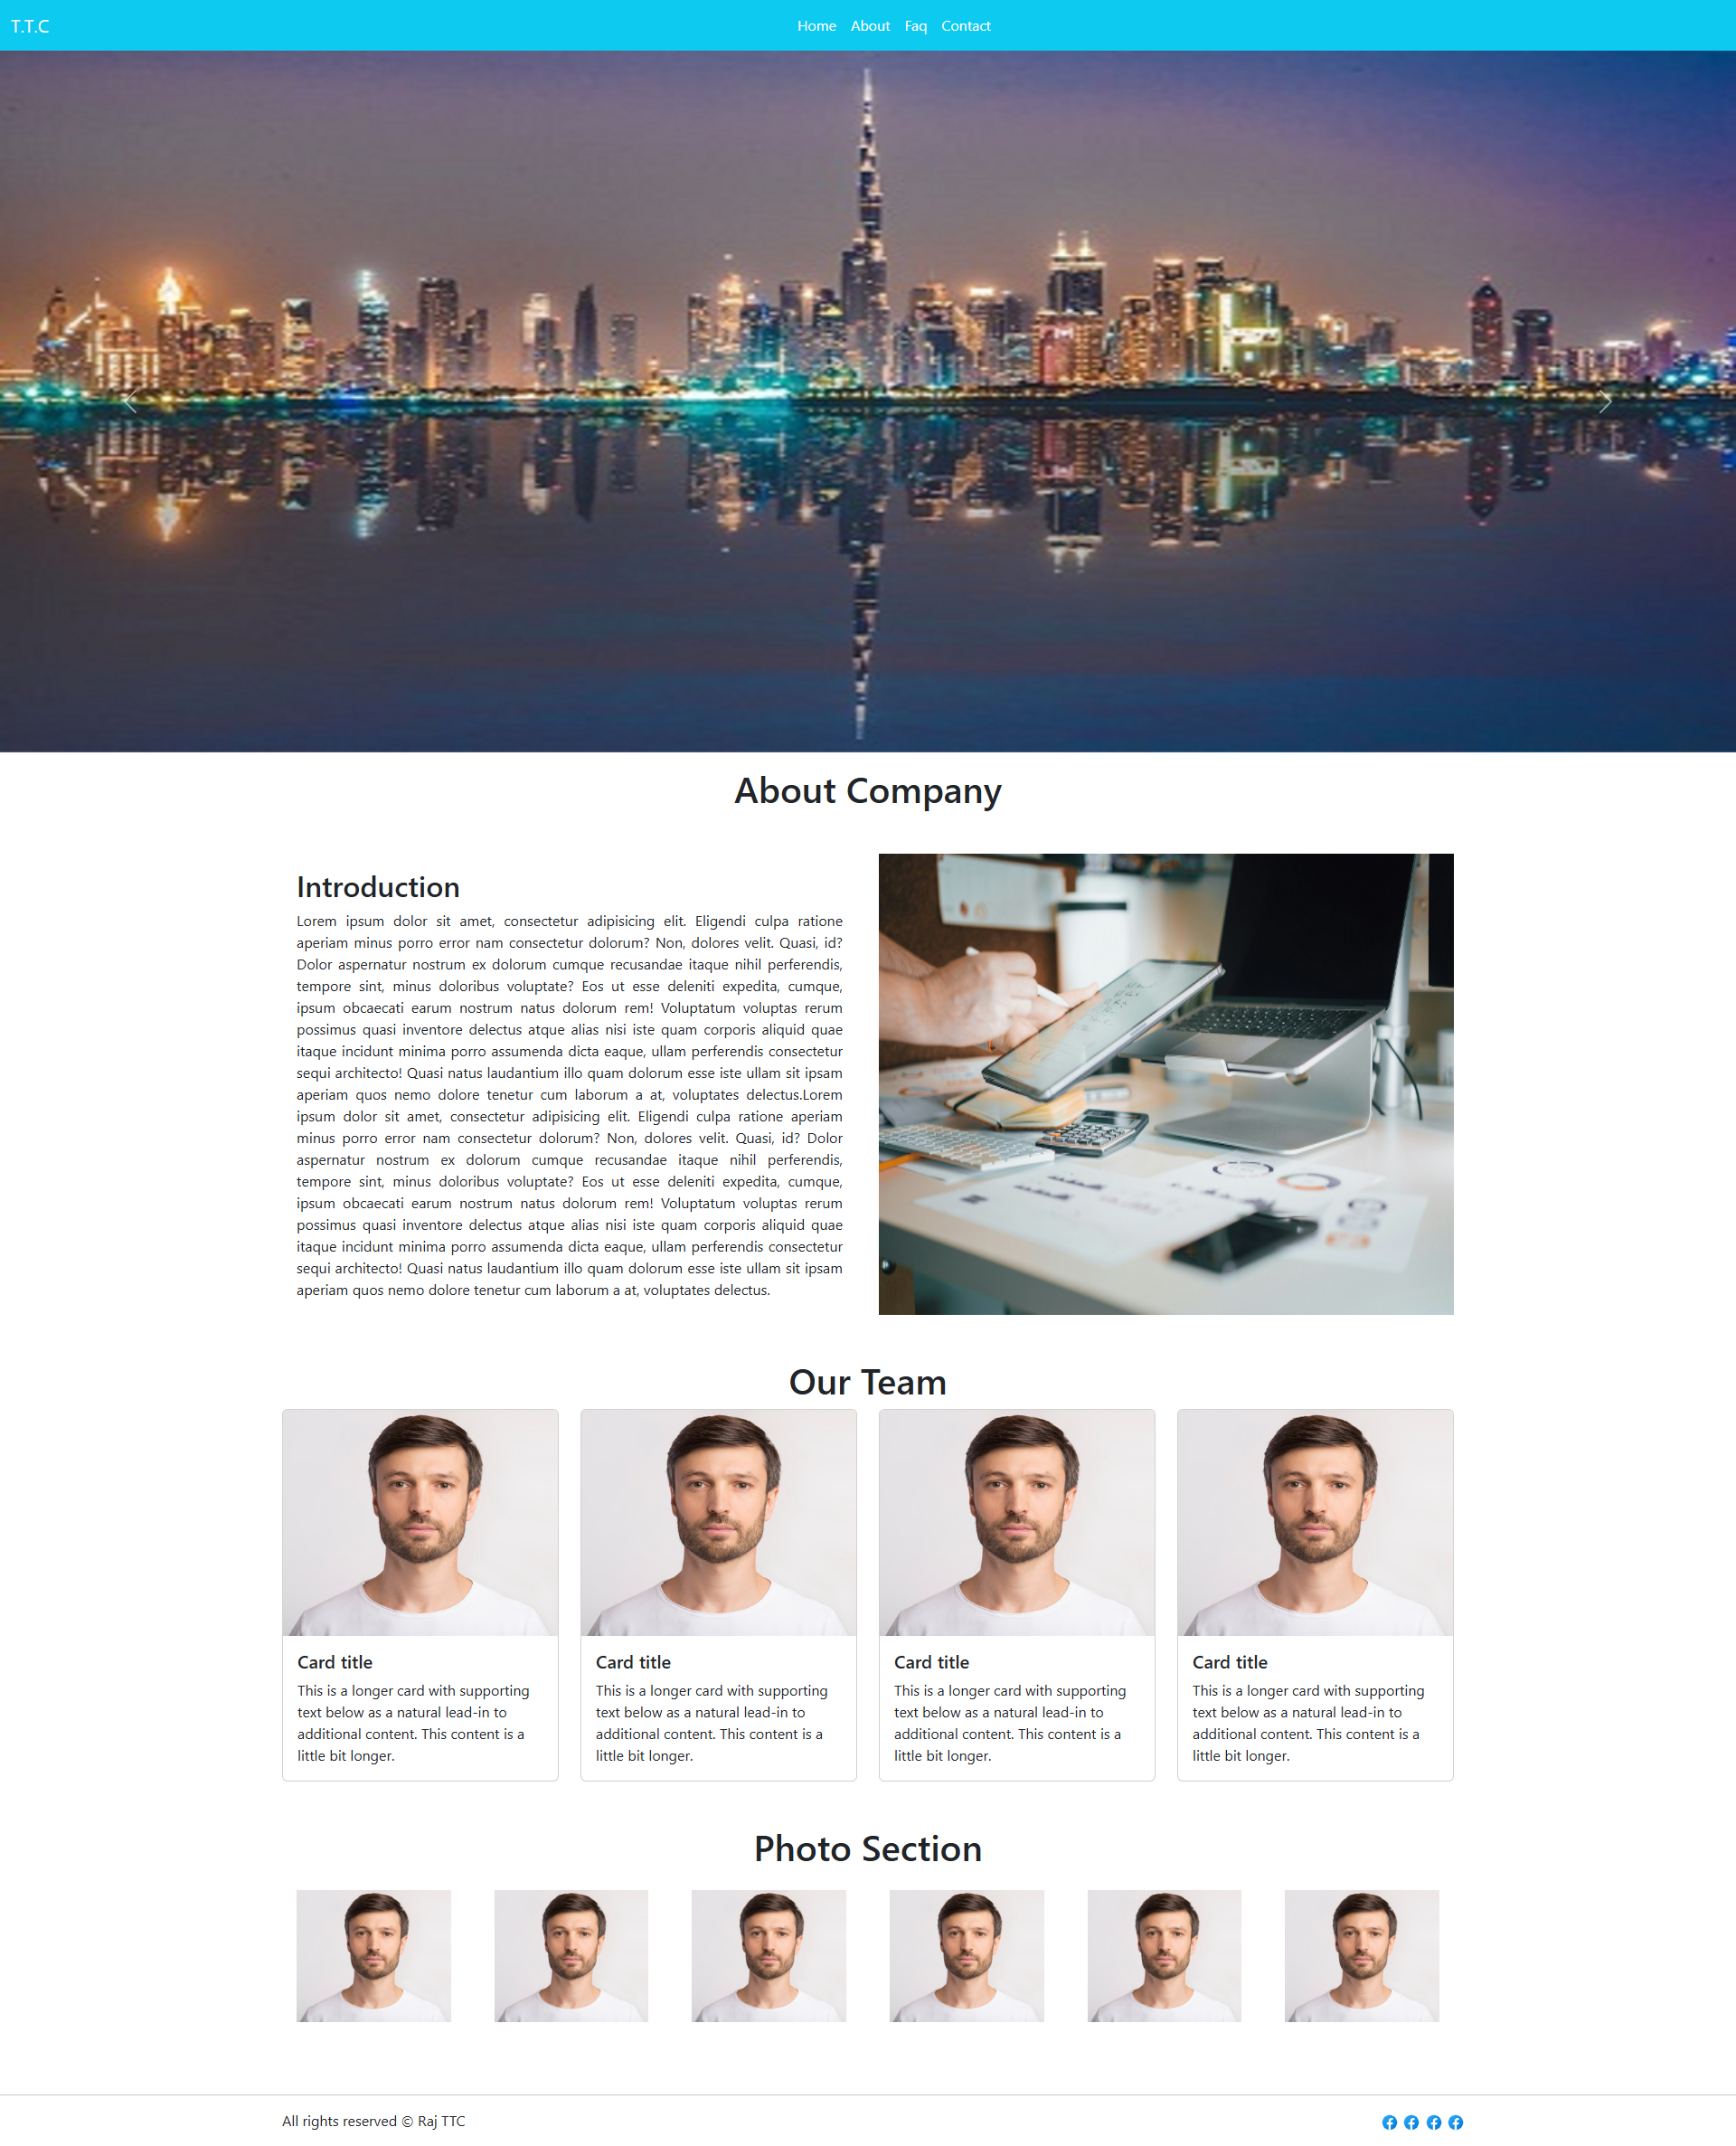 T.T.C
Home About Faq Contact
About Company
Introduction
Lorem ipsum dolor sit amet, consectetur adipisicing elit. Eligendi culpa ratione
aperiam minus porro error nam consectetur dolorum? Non, dolores velit. Quasi, id?
Dolor aspernatur nostrum ex dolorum cumque recusandae itaque nihil perferendis,
tempore sint, minus doloribus voluptate? Eos ut esse deleniti expedita, cumque,
ipsum obcaecati earum nostrum natus dolorum rem! Voluptatum voluptas rerum
possimus quasi inventore delectus atque alias nisi iste quam corporis aliquid quae
itaque incidunt minima porro assumenda dicta eaque, ullam perferendis consectetur
sequi architecto! Quasi natus laudantium illo quam dolorum esse iste ullam sit ipsam
aperiam quos nemo dolore tenetur cum laborum a at, voluptates delectus.Lorem
ipsum dolor sit amet, consectetur adipisicing elit. Eligendi culpa ratione aperiam
minus porro error nam consectetur dolorum? Non, dolores velit. Quasi, id? Dolor
aspernatur nostrum ex dolorum cumque recusandae itaque nihil perferendis,
tempore sint, minus doloribus voluptate? Eos ut esse deleniti expedita, cumque,
ipsum obcaecati earum nostrum natus dolorum rem! Voluptatum voluptas rerum
possimus quasi inventore delectus atque alias nisi iste quam corporis aliquid quae
itaque incidunt minima porro assumenda dicta eaque, ullam perferendis consectetur
sequi architecto! Quasi natus laudantium illo quam dolorum esse iste ullam sit ipsam
aperiam quos nemo dolore tenetur cum laborum a at, voluptates delectus.
Our Team
Card title
This is a longer card with supporting
text below as a natural lead-in to
additional content. This content is a
little bit longer.
Card title
This is a longer card with supporting
text below as a natural lead-in to
additional content. This content is a
little bit longer.
Card title
This is a longer card with supporting
text below as a natural lead-in to
additional content. This content is a
little bit longer.
Card title
This is a longer card with supporting
text below as a natural lead-in to
additional content. This content is a
little bit longer.
Photo Section
All rights reserved © Raj TTC